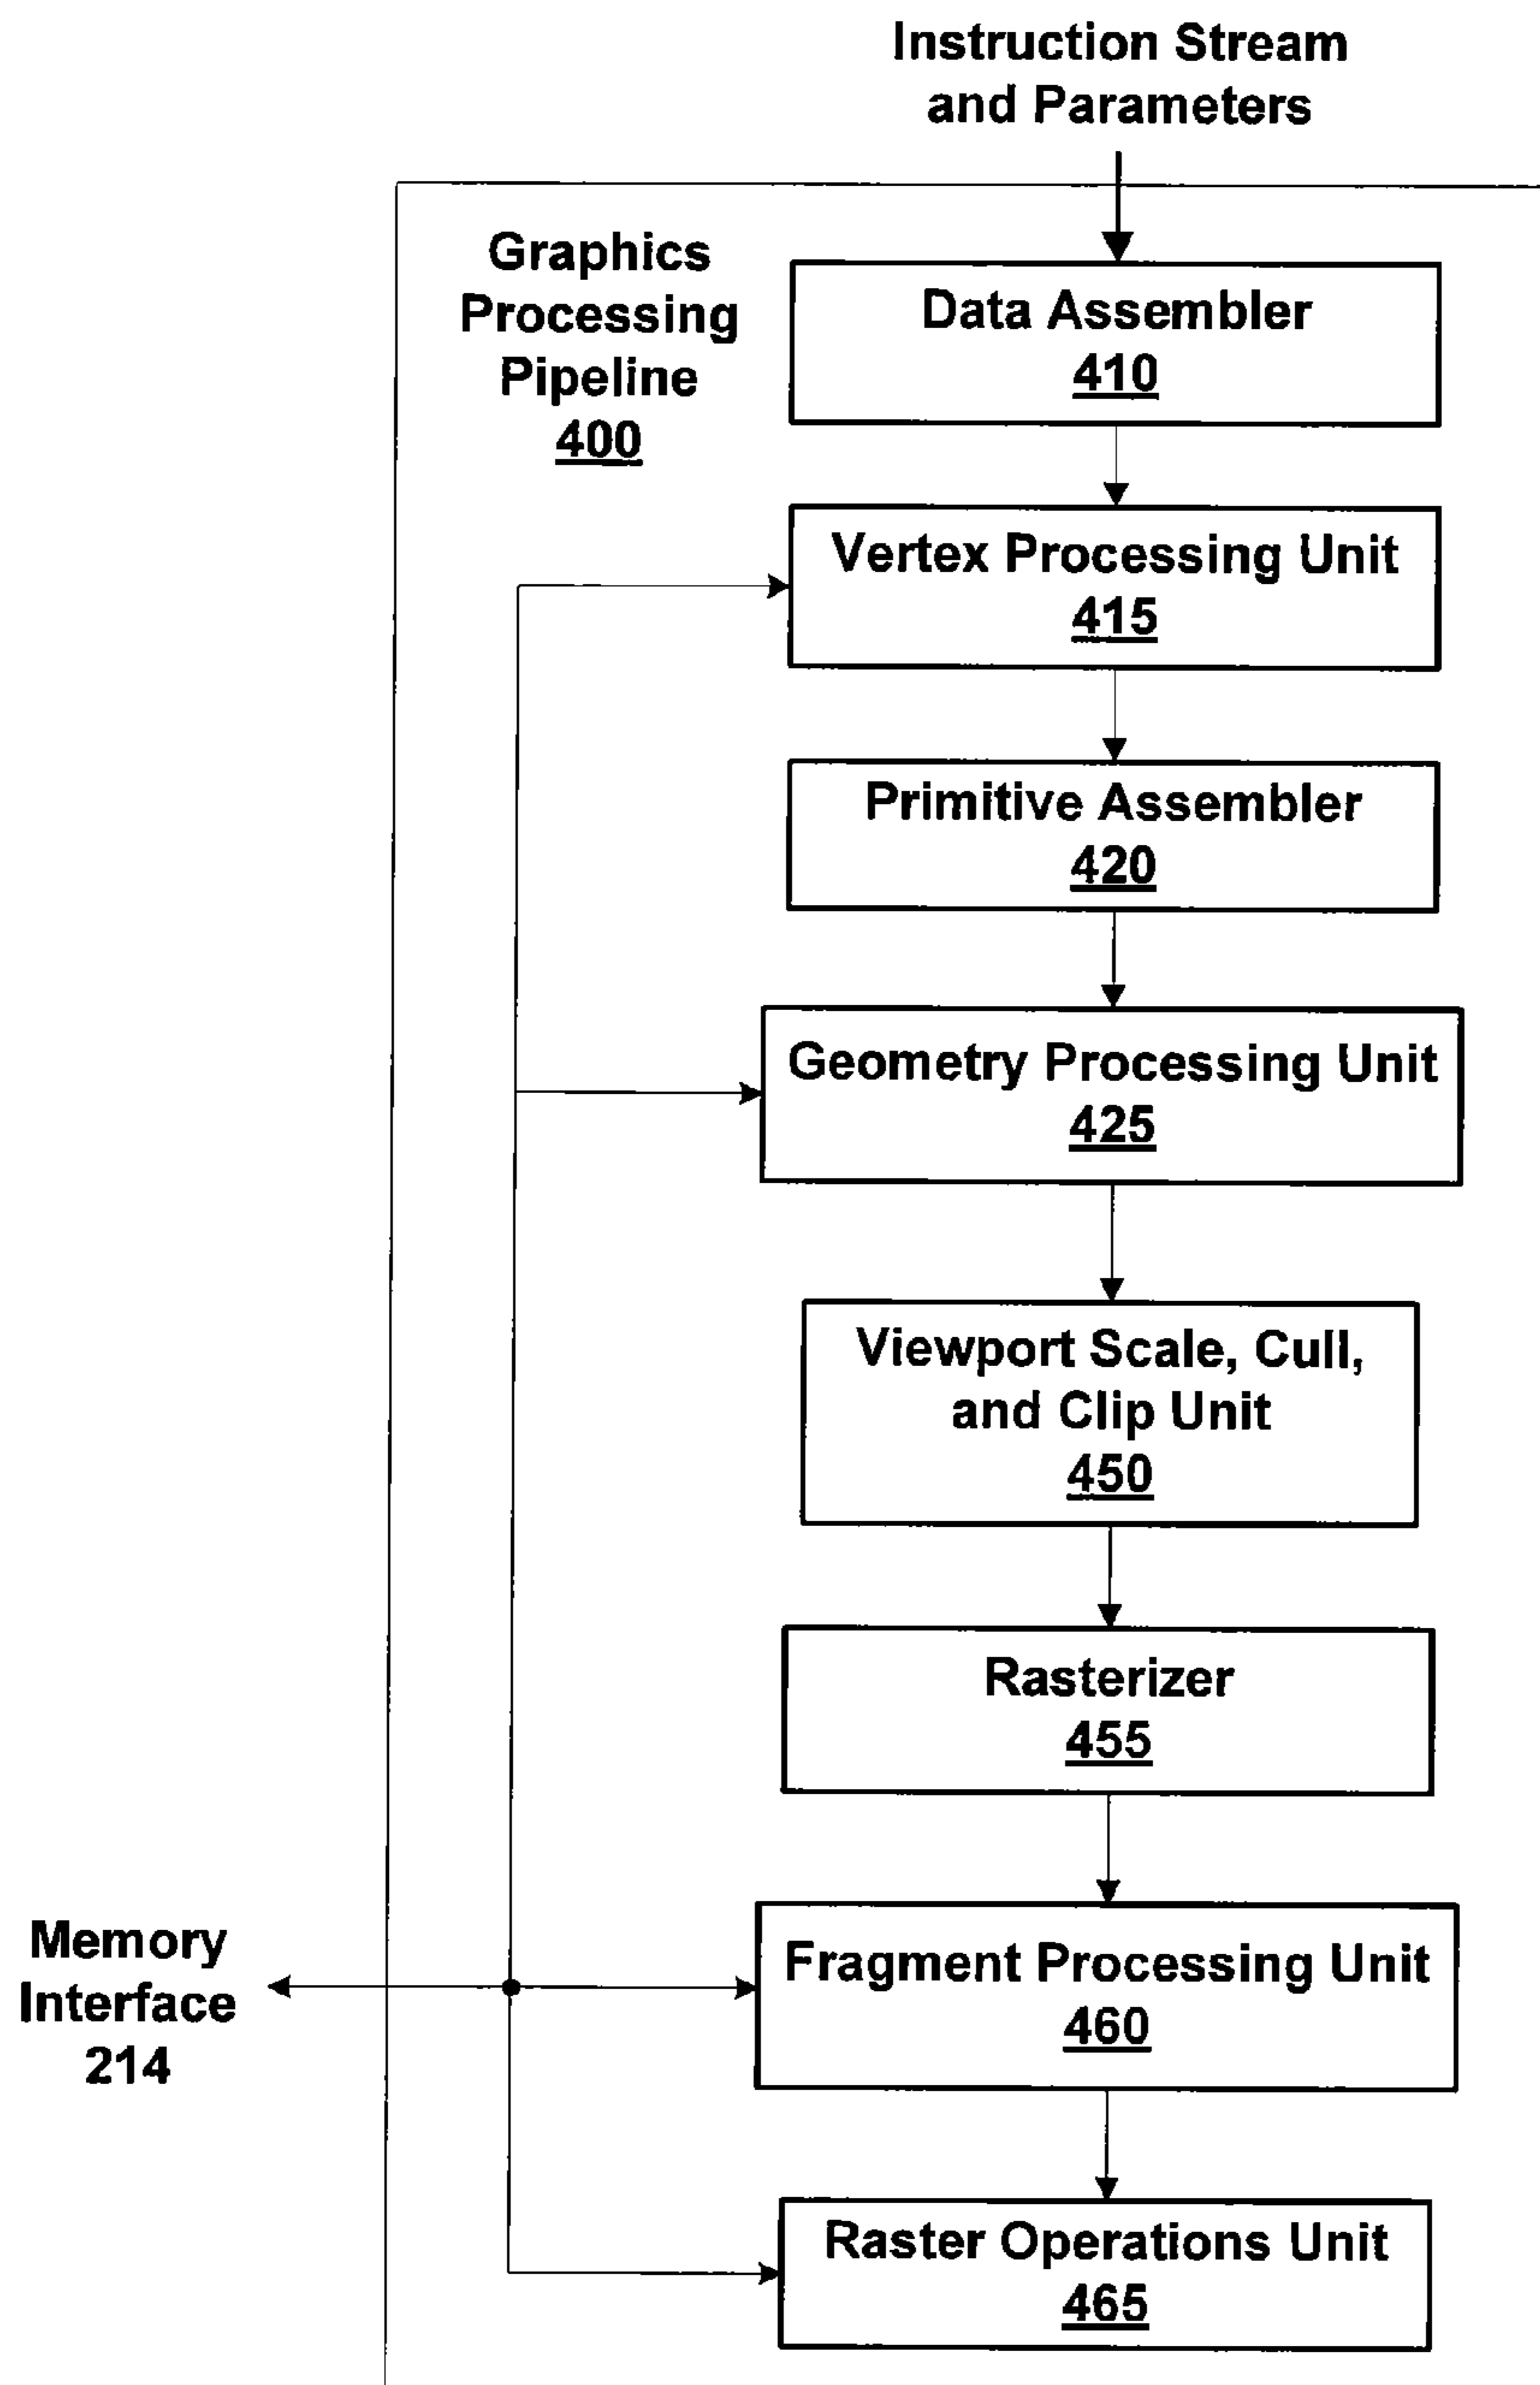 Instruction Stream
and Parameters
Graphics
Processing
Pipeline
400
Data Assembler
410
Vertex Processing Unit
415
Primitive Assembler
420
Geometry Processing Unit
425
Viewport Scale, Cull,
and Clip Unit
450
Rasterizer
455
Memory
Interface
214
Fragment Processing Unit
460
Raster Operations Unit
465